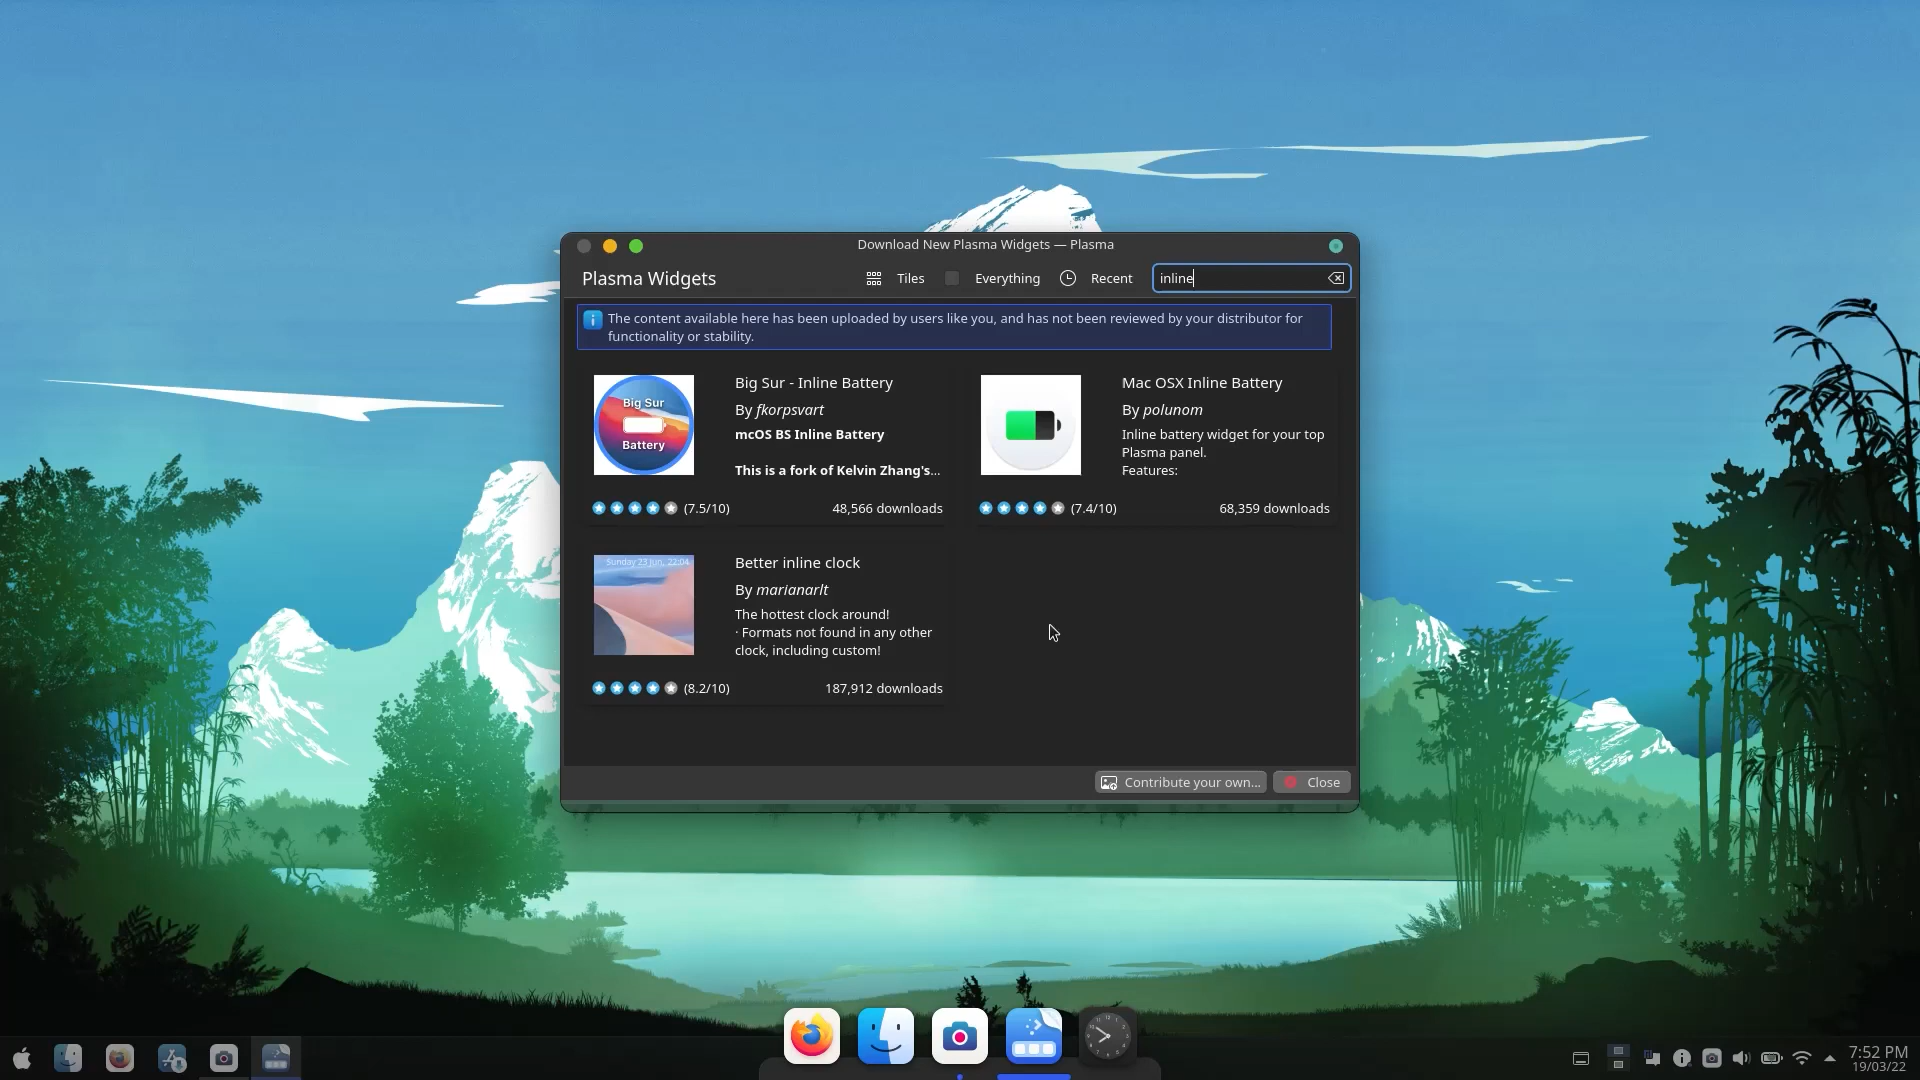 Download New Plasma Widgets — Plasma
Plasma Widgets
Tiles
Everything
Recent
inline
The content available here has been uploaded by users like you, and has not been reviewed by your distributor for
functionality or stability.
Big Sur
Battery
Big Sur - Inline Battery
By fkorpsvart
mcOS BS Inline Battery
This is a fork of Kelvin Zhang's...
(7.5/10)
48,566 downloads
Mac OSX Inline Battery
By polunom
Inline battery widget for your top
Plasma panel.
Features:
(7.4/10)
68,359 downloads
Sunday 23 Jun, 22:04
Better inline clock
By marianarlt
The hottest clock around!
· Formats not found in any other
clock, including custom!
(8.2/10)
187,912 downloads
Contribute your own...
Close
7:52 PM
19/03/22